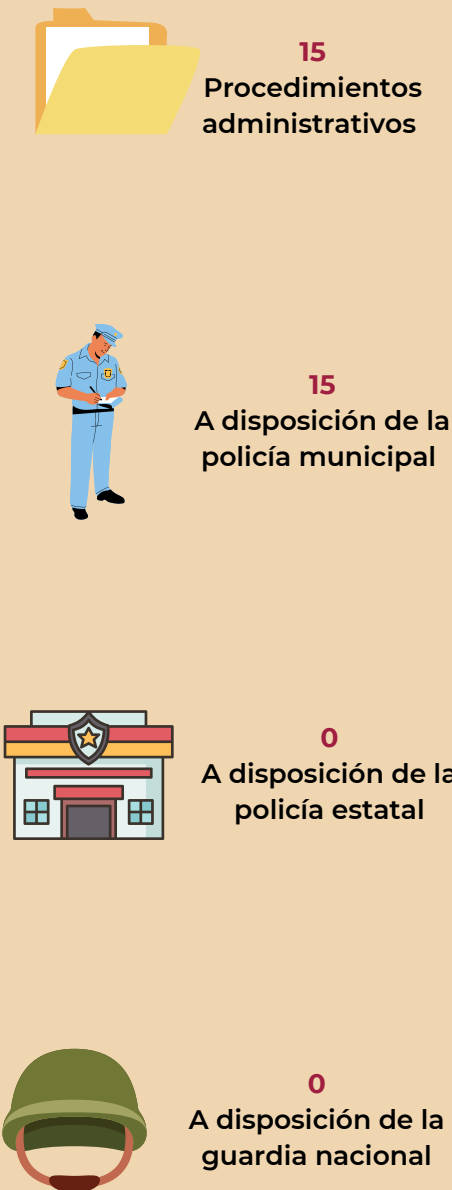 15
Procedimientos
administrativos
15
A disposición de la
policía municipal
0
A disposición de la
policía estatal
0
A disposición de la
guardia nacional